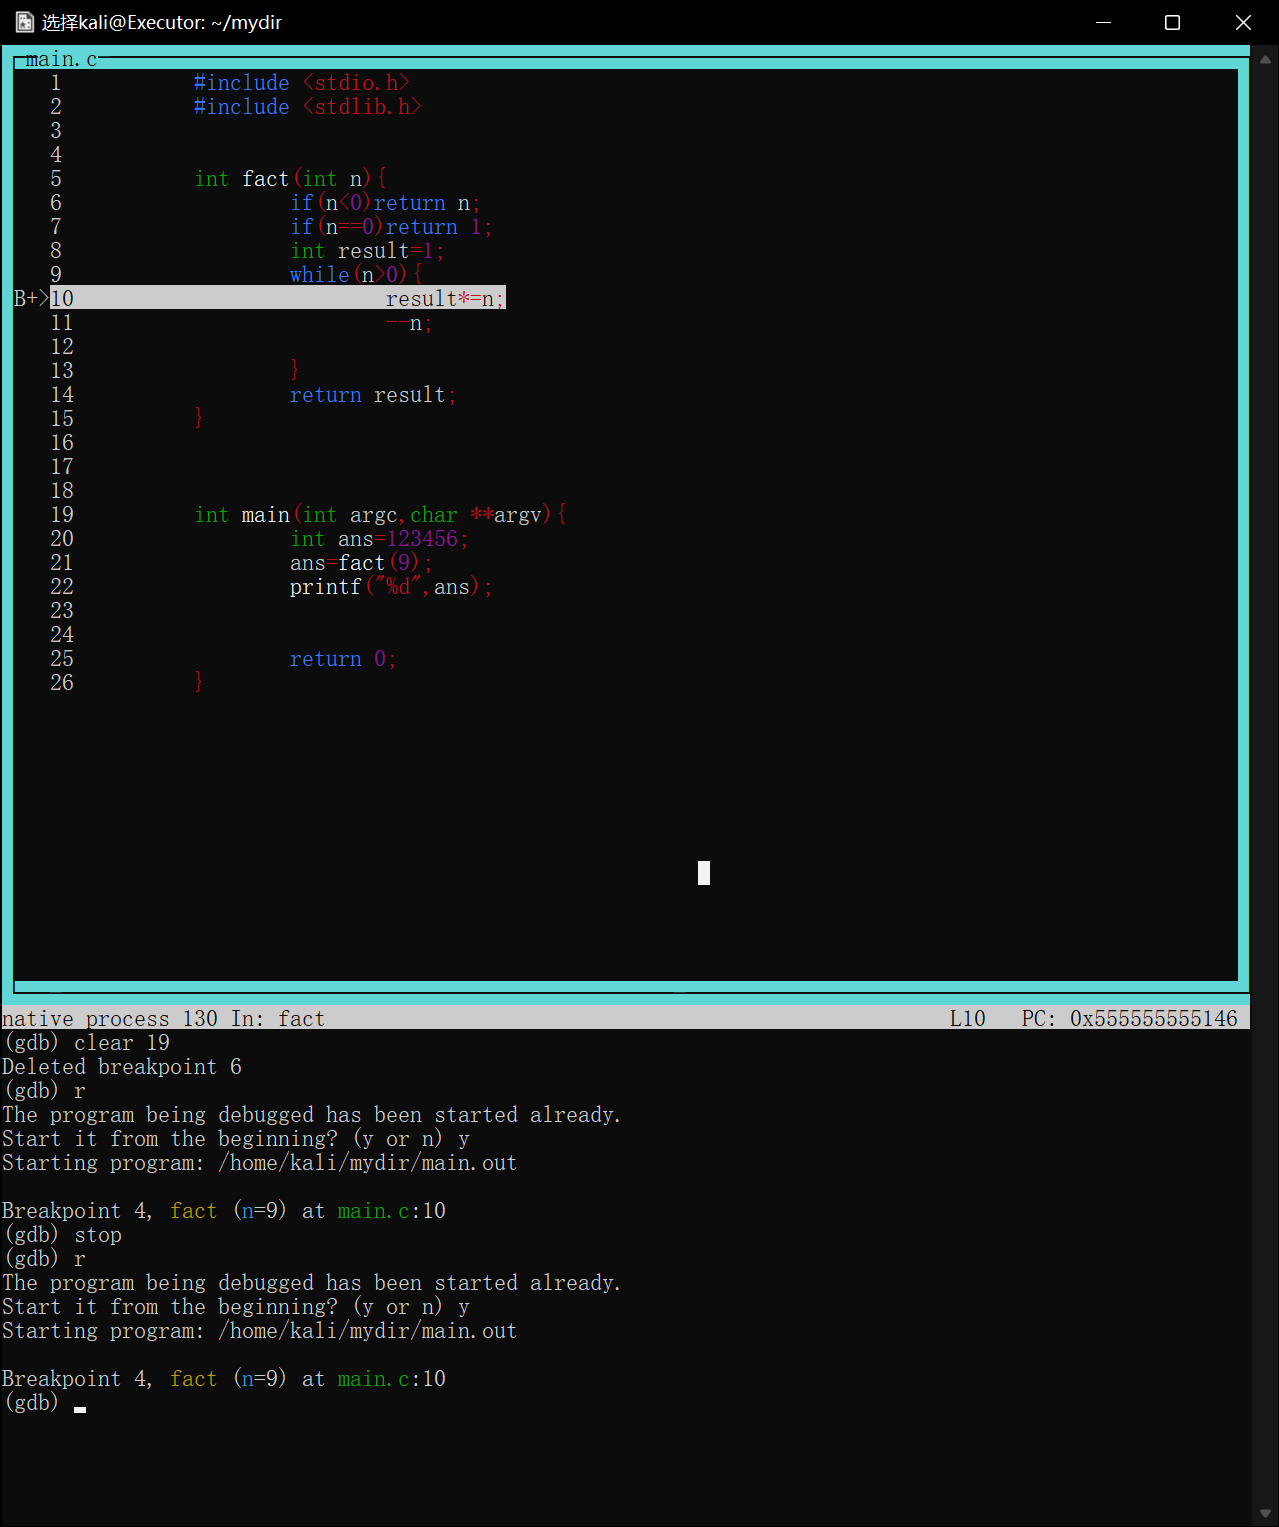 选择kali@Executor: ~/mydir
main.c
1 #include <stdio.h>
2 #include <stdlib.h>
3
4
5 int fact(int n){
6 if(n<0)return n;
7 if(n==0)return 1;
8 int result=1;
9 while(n>0){
B+>10 result*=n;
11 --n;
12
13 }
14 return result;
15 }
16
17
18
19 int main(int argc,char **argv){
20 int ans=123456;
21 ans=fact(9);
22 printf("%d",ans);
23
24
25 return 0;
26 }
native process 130 In: fact L10 PC: 0x555555555146
(gdb) clear 19
Deleted breakpoint 6
(gdb) r
The program being debugged has been started already.
Start it from the beginning? (y or n) y
Starting program: /home/kali/mydir/main.out
Breakpoint 4, fact (n=9) at main.c:10
(gdb) stop
(gdb) r
The program being debugged has been started already.
Start it from the beginning? (y or n) y
Starting program: /home/kali/mydir/main.out
Breakpoint 4, fact (n=9) at main.c:10
(gdb)